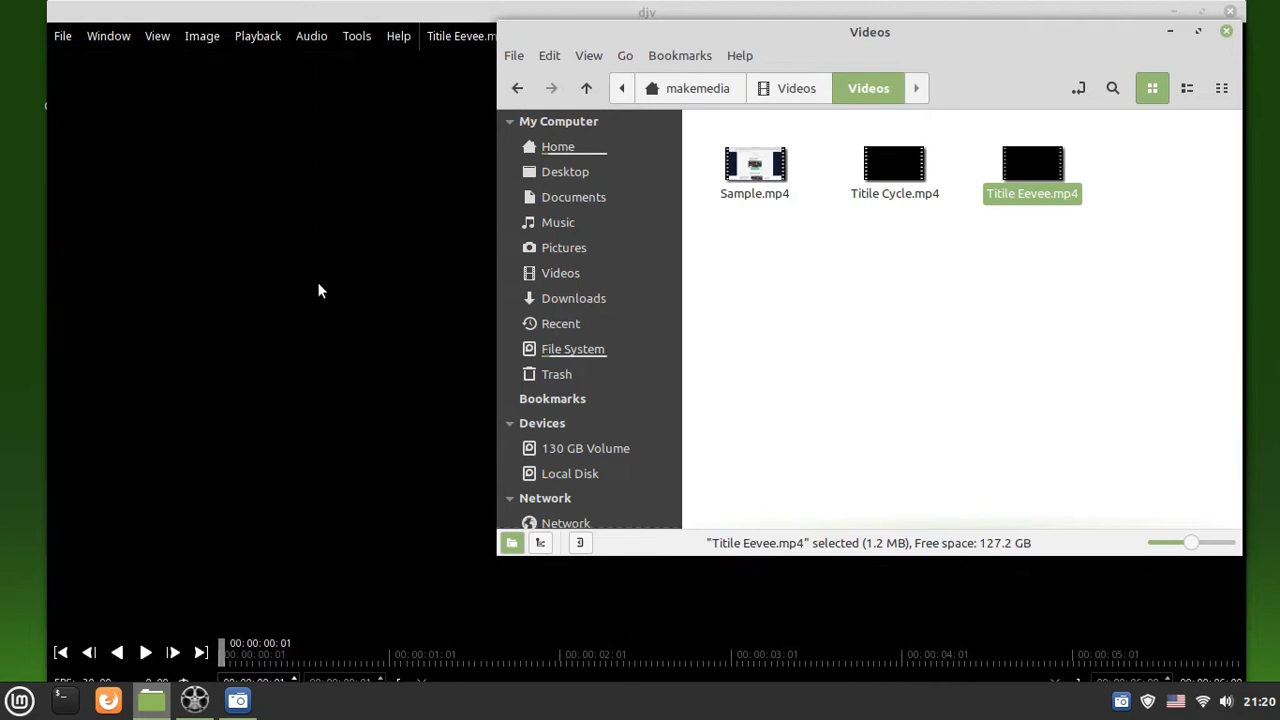 djv
File Window View Image Playback Audio Tools Help Titile Eevee.m
Videos
File Edit View Go Bookmarks Help
makemedia Videos Videos
My Computer
Home
Desktop
Documents
Music
Pictures
Videos
Downloads
Recent
File System
Trash
Bookmarks
Devices
130 GB Volume
Local Disk
Network
Network
Sample.mp4 Titile Cycle.mp4 Titile Eevee.mp4
"Titile Eevee.mp4" selected (1.2 MB), Free space: 127.2 GB
00:00:00:01
00:00:00:01 00:00:01:01 00:00:02:01 00:00:03:01 00:00:04:01 00:00:05:01
21:20